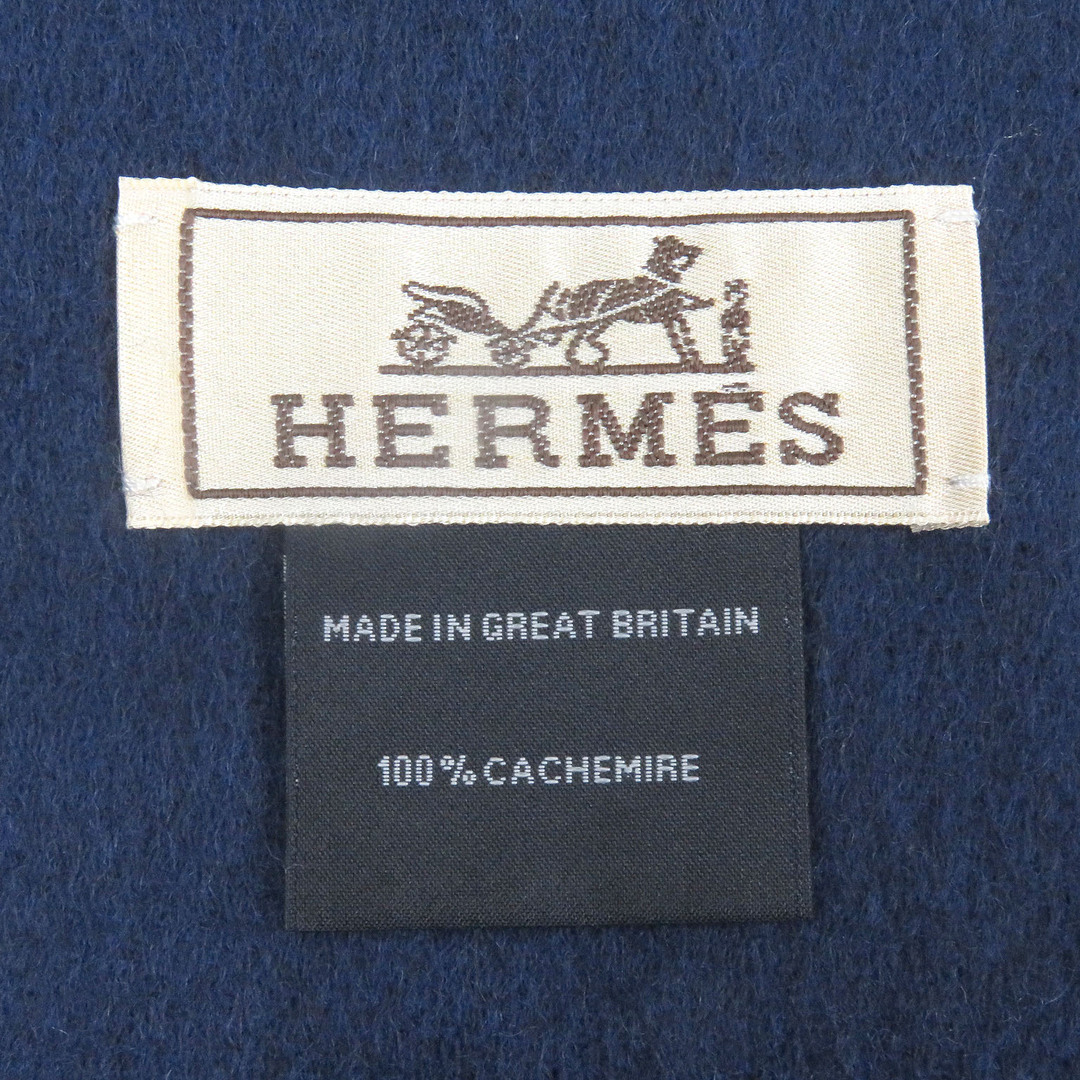 HERMÈS
MADE IN GREAT BRITAIN
100% CACHEMIRE